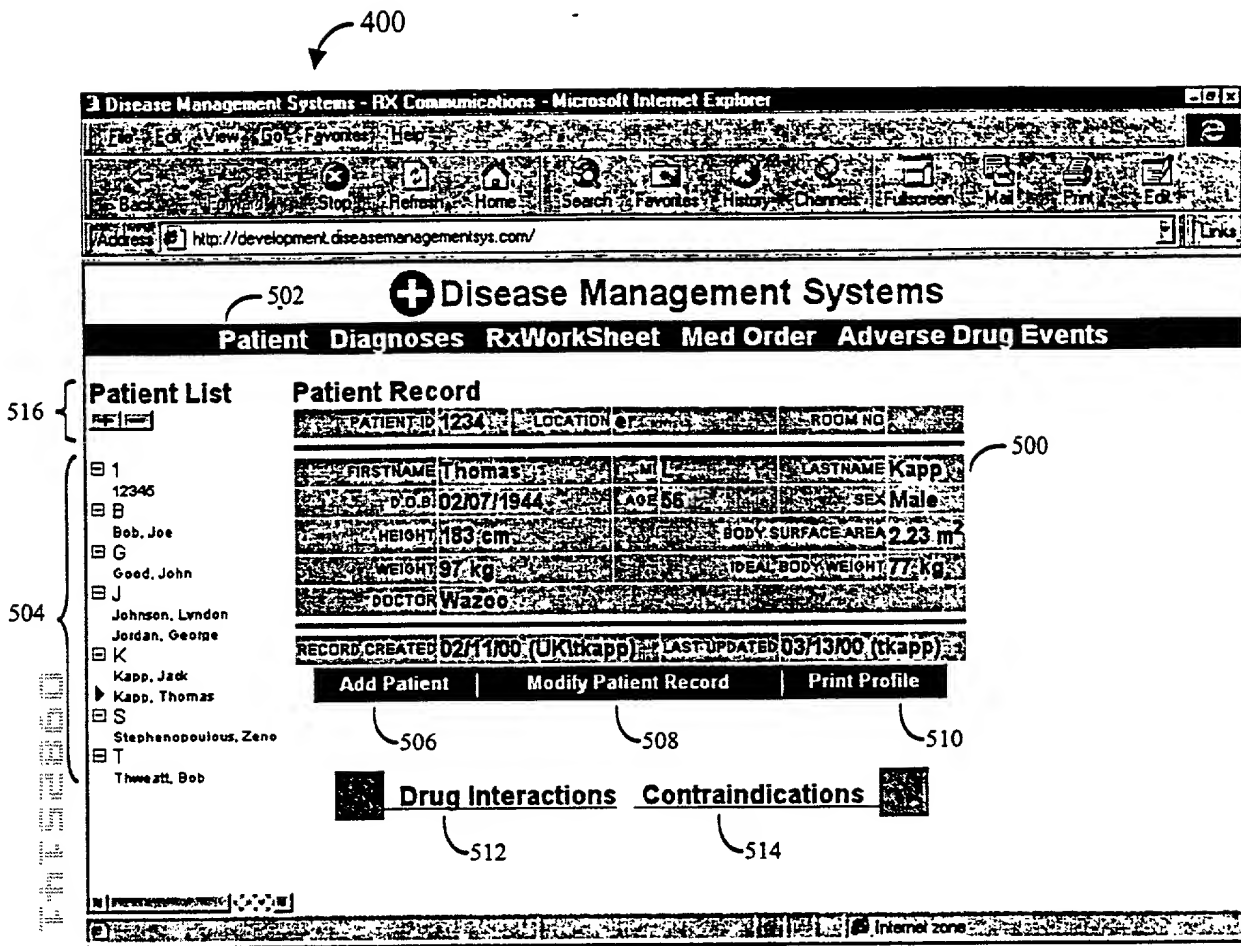 400
Disease Management Systems - RX Communications - Microsoft Internet Explorer
File Edit View Go Favorites Help
Back Stop Refresh Home Search Favorites History Channels Fullscreen Mail Print Edit
Address http://development.diseasemanagementsys.com/ Links
502 Disease Management Systems
Patient Diagnoses RxWorkSheet Med Order Adverse Drug Events
516 Patient List Patient Record
PATIENT ID 1234 LOCATION er ROOM NO
500
1 FIRSTNAME Thomas MI L LASTNAME Kapp
12345
D.O.B 02/07/1944 AGE 56 SEX Male
B
Bob, Joe
HEIGHT 183 cm BODY SURFACE AREA 2.23 m²
G
Good, John
WEIGHT 97 kg IDEAL BODY WEIGHT 77 kg
J
DOCTOR Wazoo
504 Johnson, Lyndon
Jordan, George
RECORD CREATED 02/11/00 (UK\tkapp) LAST UPDATED 03/13/00 (tkapp)
K
Kapp, Jack
Add Patient | Modify Patient Record | Print Profile
Kapp, Thomas
S
Stephanopoulous, Zeno
506 508 510
T
Thweatt, Bob
Drug Interactions Contraindications
512 514
Internet zone